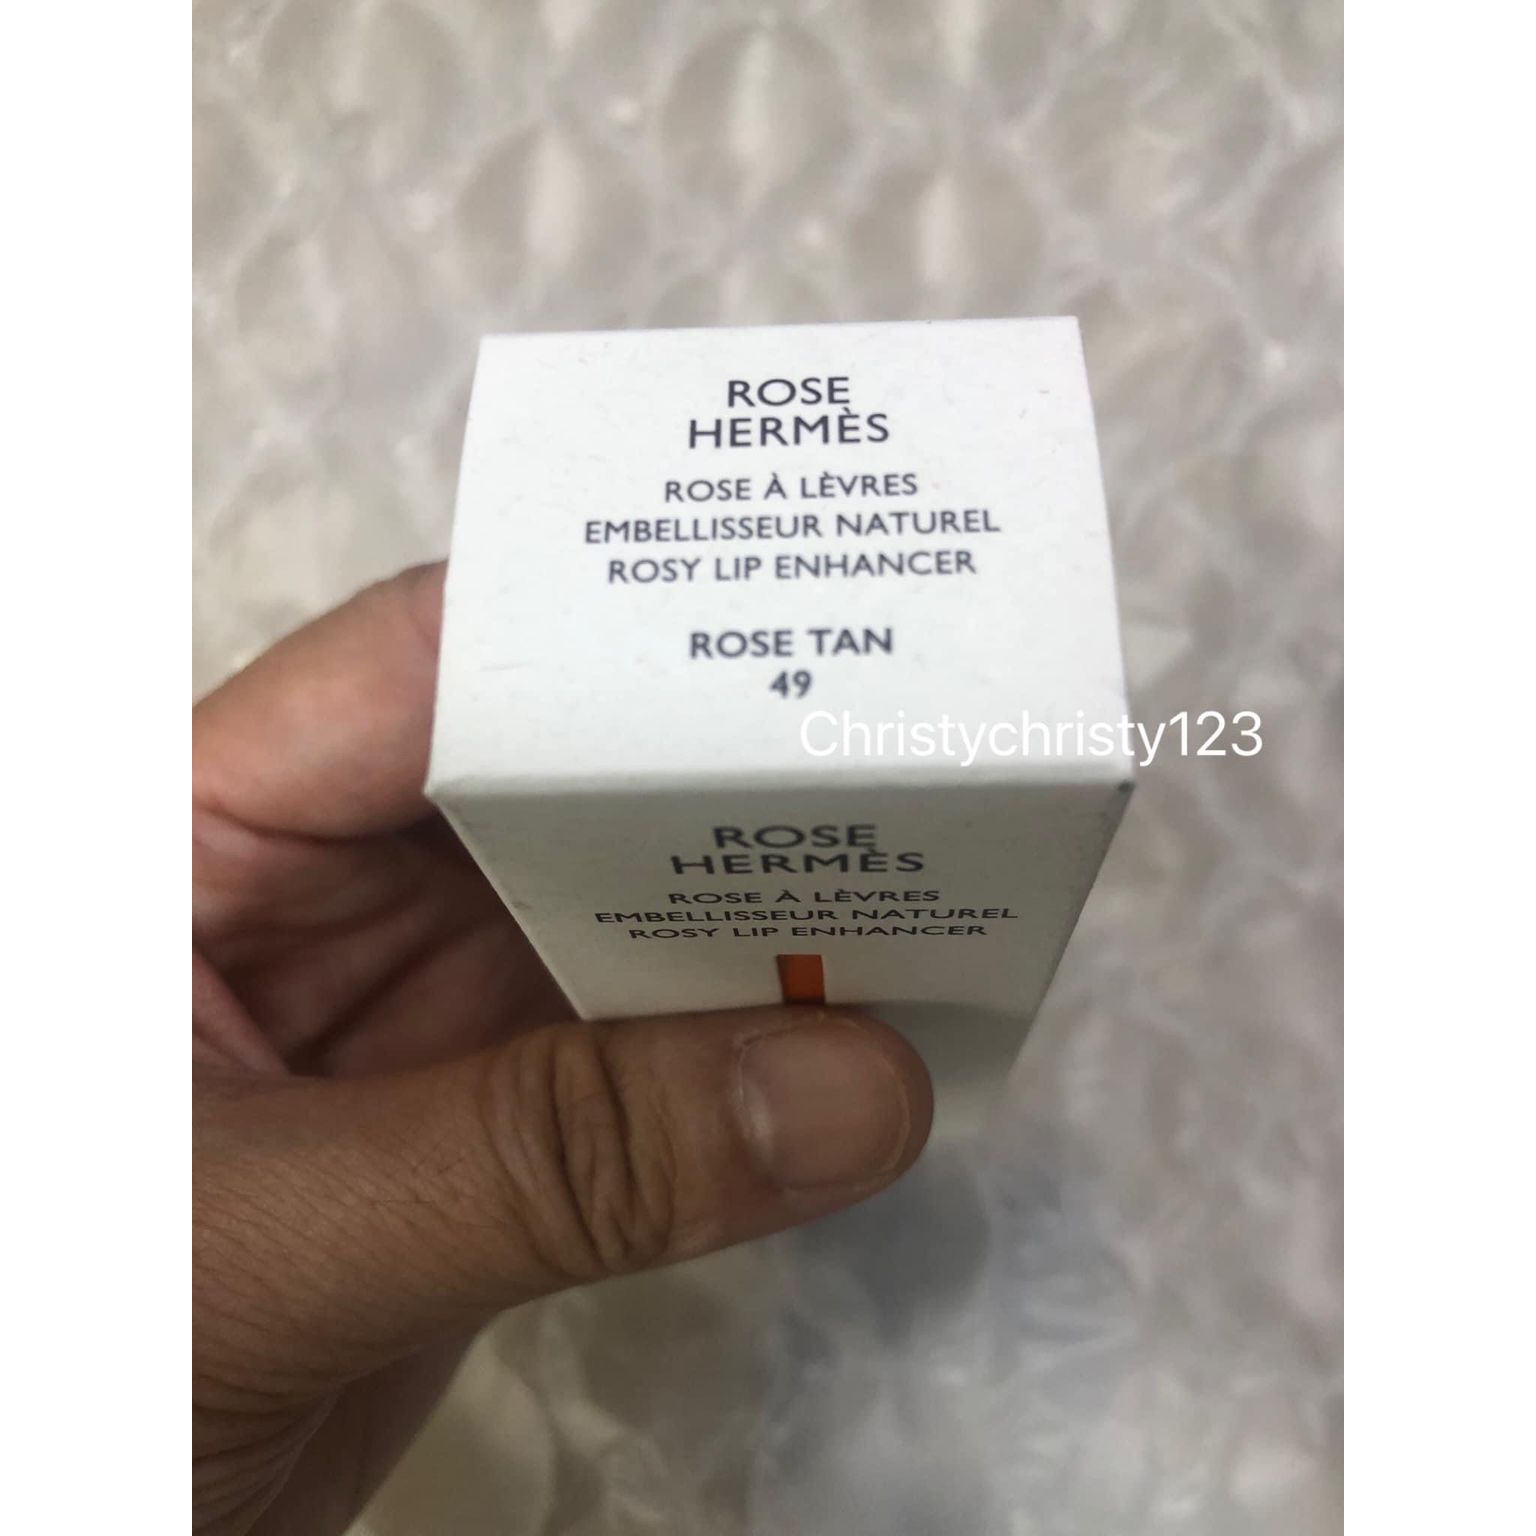 ROSE
HERMÈS
ROSE À LÈVRES
EMBELLISSEUR NATUREL
ROSY LIP ENHANCER
ROSE TAN
49
Christychristy123
ROSE
HERMÈS
ROSE À LÈVRES
EMBELLISSEUR NATUREL
ROSY LIP ENHANCER